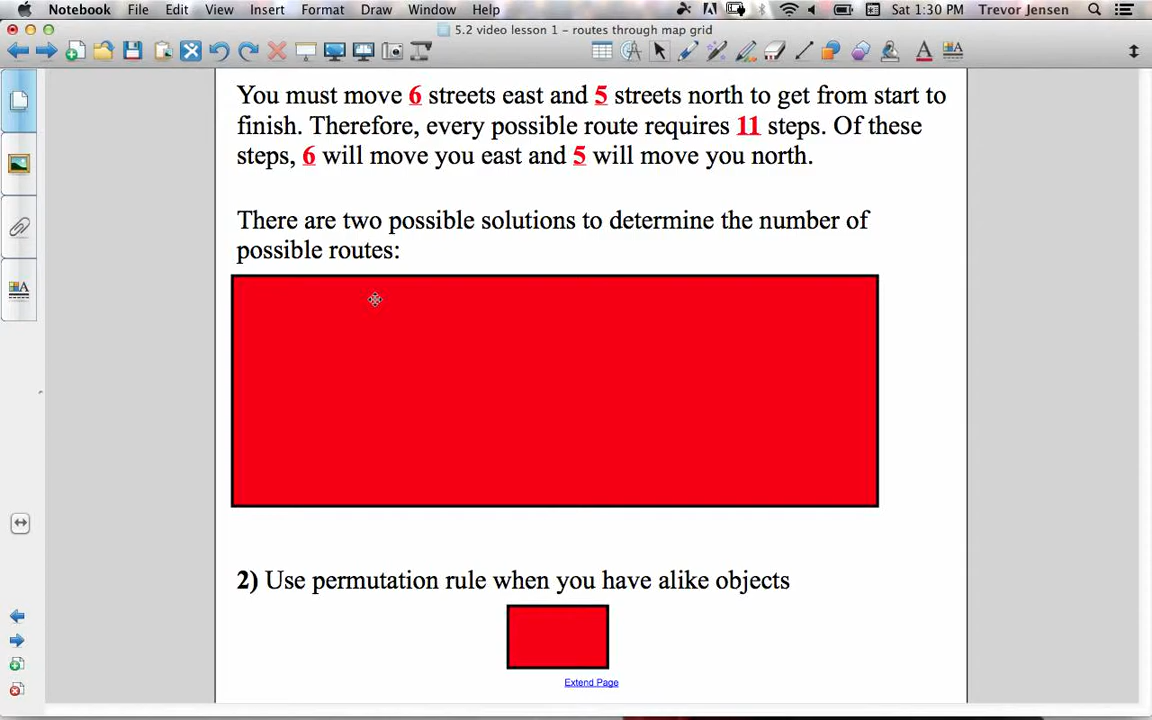 Notebook File Edit View Insert Format Draw Window Help Sat 1:30 PM Trevor Jensen
5.2 video lesson 1 – routes through map grid
You must move 6 streets east and 5 streets north to get from start to
finish. Therefore, every possible route requires 11 steps. Of these
steps, 6 will move you east and 5 will move you north.
There are two possible solutions to determine the number of
possible routes:
2) Use permutation rule when you have alike objects
Extend Page